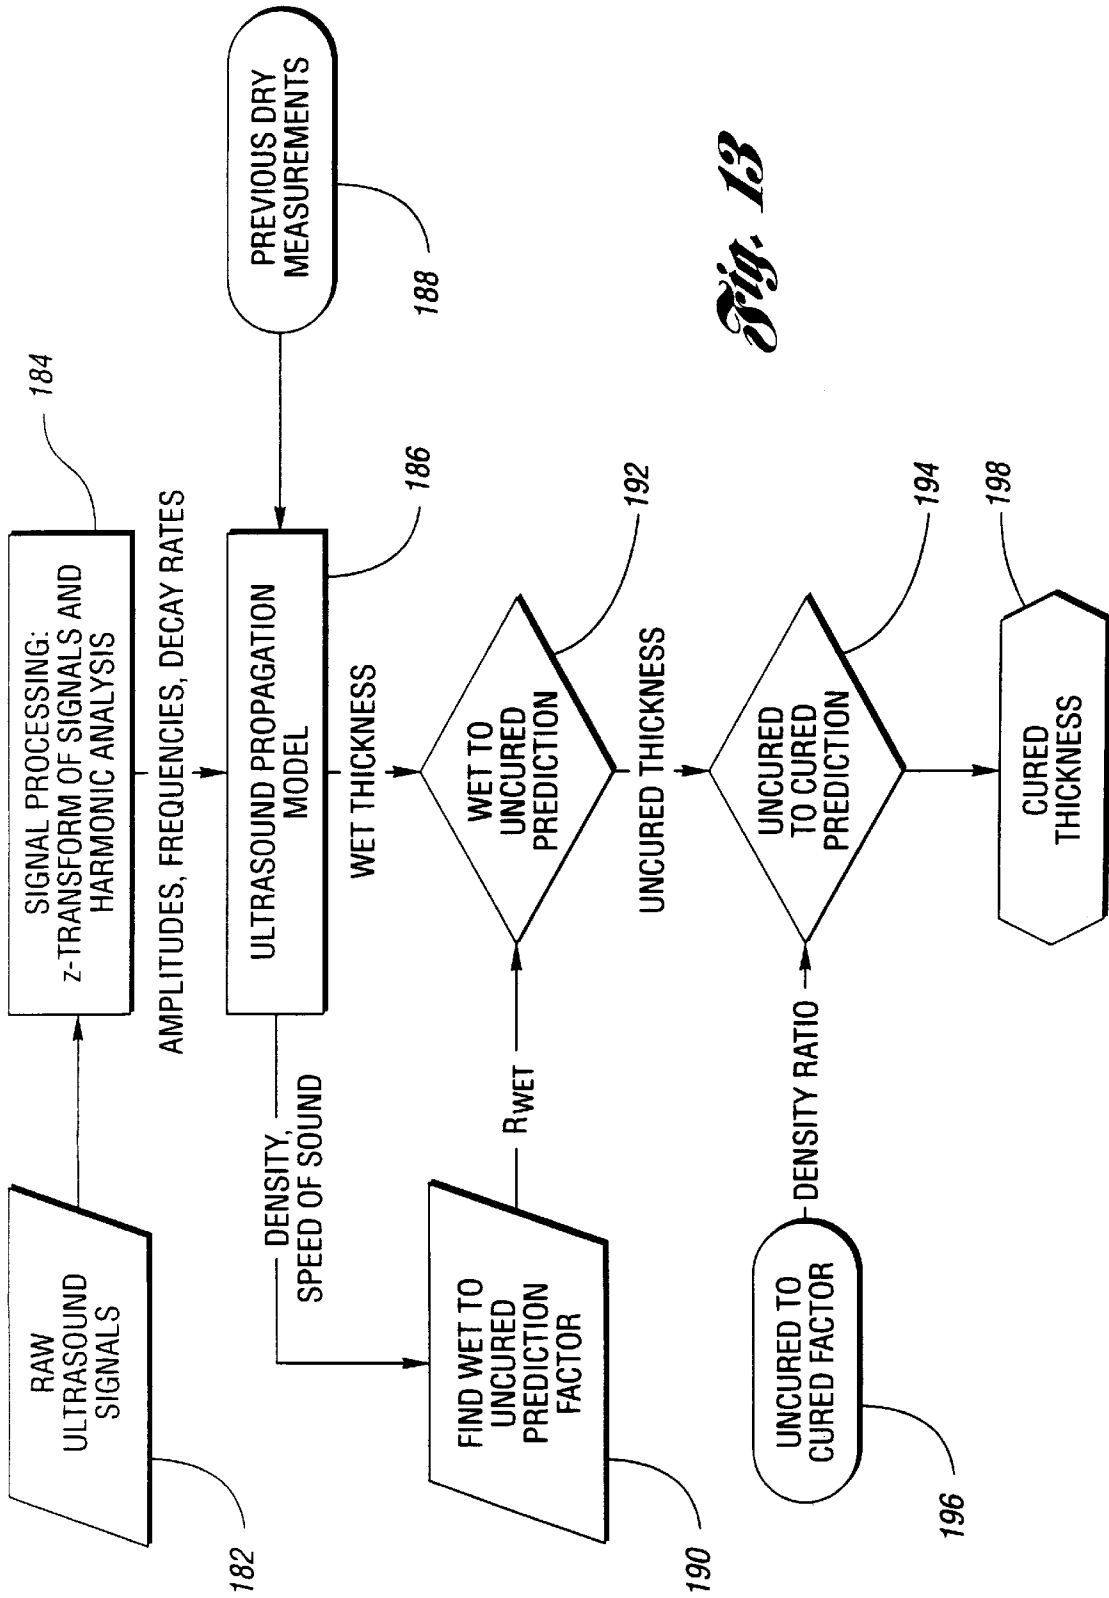 RAW
ULTRASOUND
SIGNALS
182
SIGNAL PROCESSING:
z-TRANSFORM OF SIGNALS AND
HARMONIC ANALYSIS
184
AMPLITUDES, FREQUENCIES, DECAY RATES
ULTRASOUND PROPAGATION
MODEL
186
PREVIOUS DRY
MEASUREMENTS
188
DENSITY,
SPEED OF SOUND
WET THICKNESS
FIND WET TO
UNCURED
PREDICTION
FACTOR
190
RWET
WET TO
UNCURED
PREDICTION
192
UNCURED THICKNESS
UNCURED TO
CURED FACTOR
196
DENSITY RATIO
UNCURED
TO CURED
PREDICTION
194
CURED
THICKNESS
198
Fig. 13